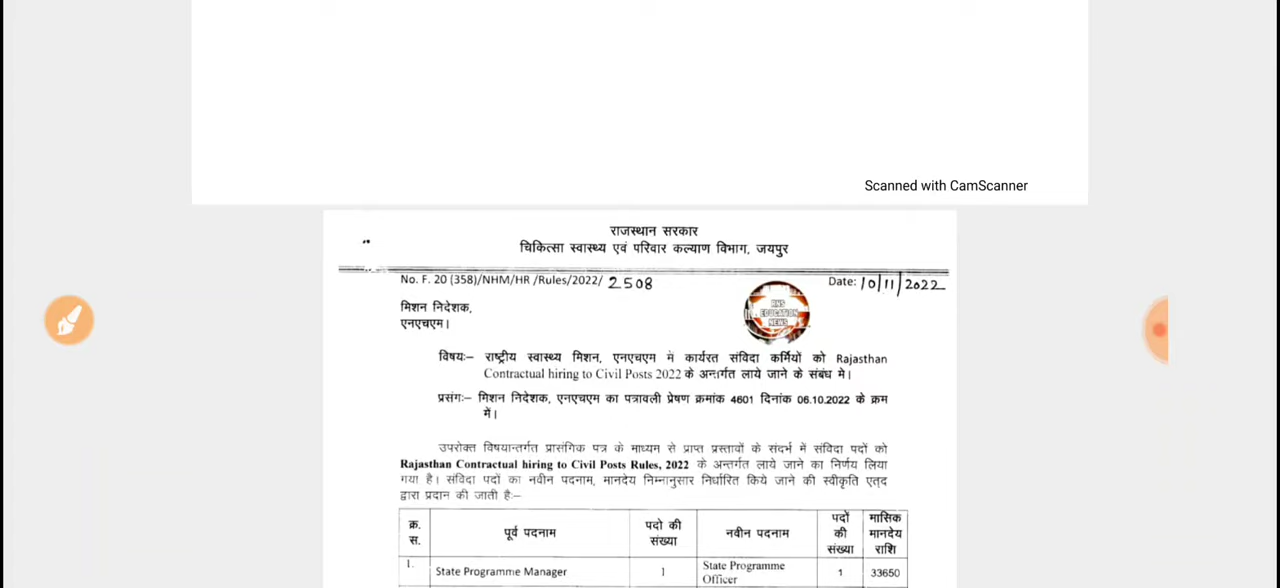 Scanned with CamScanner
राजस्थान सरकार
चिकित्सा स्वास्थ्य एवं परिवार कल्याण विभाग, जयपुर
No. F. 20 (358)/NHM/HR /Rules/2022/ 2508
Date: 10/11/2022
मिशन निदेशक,
एनएचएम।
RNS
EDUCATION
NEWS
विषयः– राष्ट्रीय स्वास्थ्य मिशन, एनएचएम में कार्यरत संविदा कर्मियों को Rajasthan
Contractual hiring to Civil Posts 2022 के अन्तर्गत लाये जाने के संबंध मे।
प्रसंगः– मिशन निदेशक, एनएचएम का पत्रावली प्रेषण क्रमांक 4601 दिनांक 06.10.2022 के क्रम
में।
उपरोक्त विषयान्तर्गत प्रासंगिक पत्र के माध्यम से प्राप्त प्रस्तावों के संदर्भ में संविदा पदों को
Rajasthan Contractual hiring to Civil Posts Rules, 2022 के अन्तर्गत लाये जाने का निर्णय लिया
गया है। संविदा पदों का नवीन पदनाम, मानदेय निम्नानुसार निर्धारित किये जाने की स्वीकृति एतद
द्वारा प्रदान की जाती हैः–
क्र.
स.
पूर्व पदनाम
पदो की
संख्या
नवीन पदनाम
पदों
की
संख्या
मासिक
मानदेय
राशि
1.
State Programme Manager
1
State Programme
Officer
1
33650